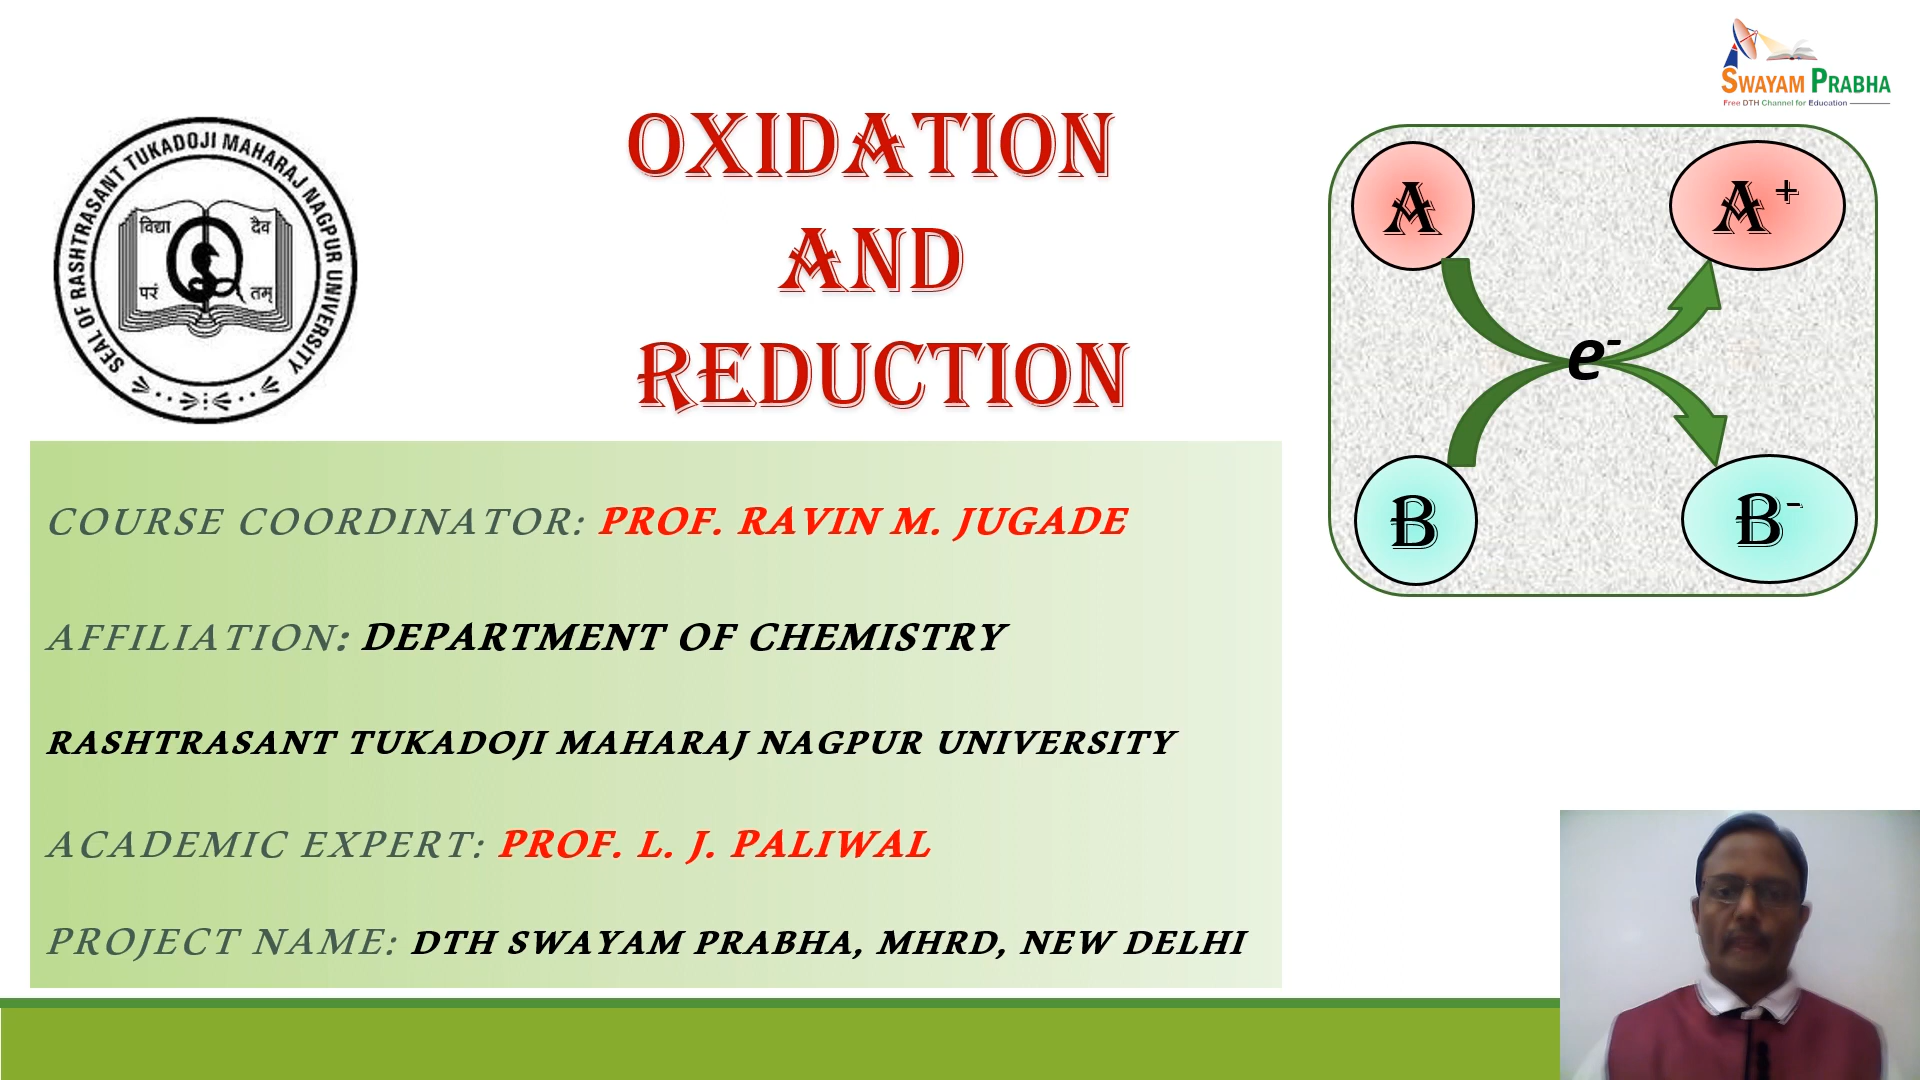 SWAYAM PRABHA
Free DTH Channel for Education
SEAL OF RASHTRASANT TUKADOJI MAHARAJ NAGPUR UNIVERSITY
विद्या दैव
परं तमृ
OXIDATION
AND
REDUCTION
A A+
e-
B B-
COURSE COORDINATOR: PROF. RAVIN M. JUGADE
AFFILIATION: DEPARTMENT OF CHEMISTRY
RASHTRASANT TUKADOJI MAHARAJ NAGPUR UNIVERSITY
ACADEMIC EXPERT: PROF. L. J. PALIWAL
PROJECT NAME: DTH SWAYAM PRABHA, MHRD, NEW DELHI